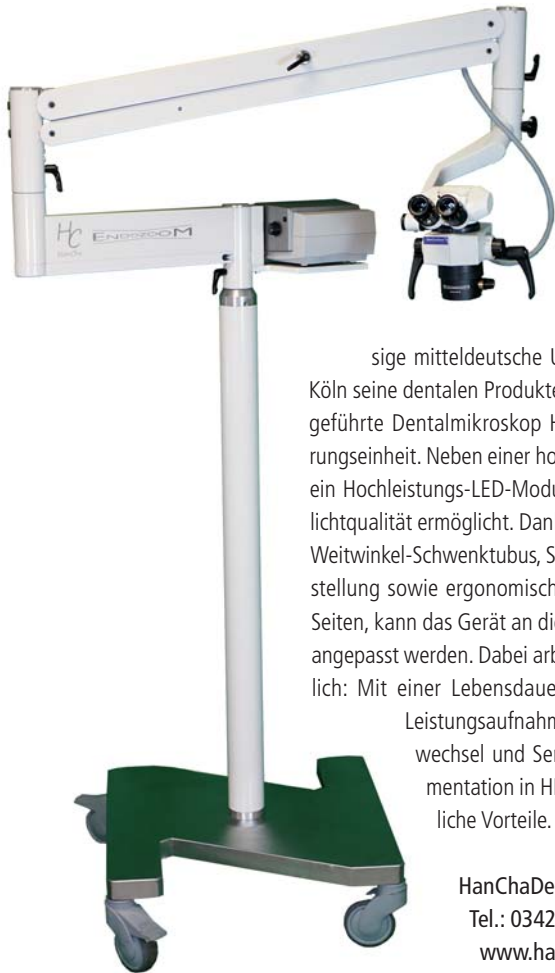 HC ENDOZOOM
HanCha
sige mitteldeutsche U
Köln seine dentalen Produkte
geführte Dentalmikroskop H
rungseinheit. Neben einer ho
ein Hochleistungs-LED-Modu
lichtqualität ermöglicht. Dan
Weitwinkel-Schwenktubus, S
stellung sowie ergonomisch
Seiten, kann das Gerät an di
angepasst werden. Dabei arb
lich: Mit einer Lebensdaue
Leistungsaufnahm
wechsel und Ser
mentation in H
liche Vorteile.
HanChaDe
Tel.: 0342
www.ha